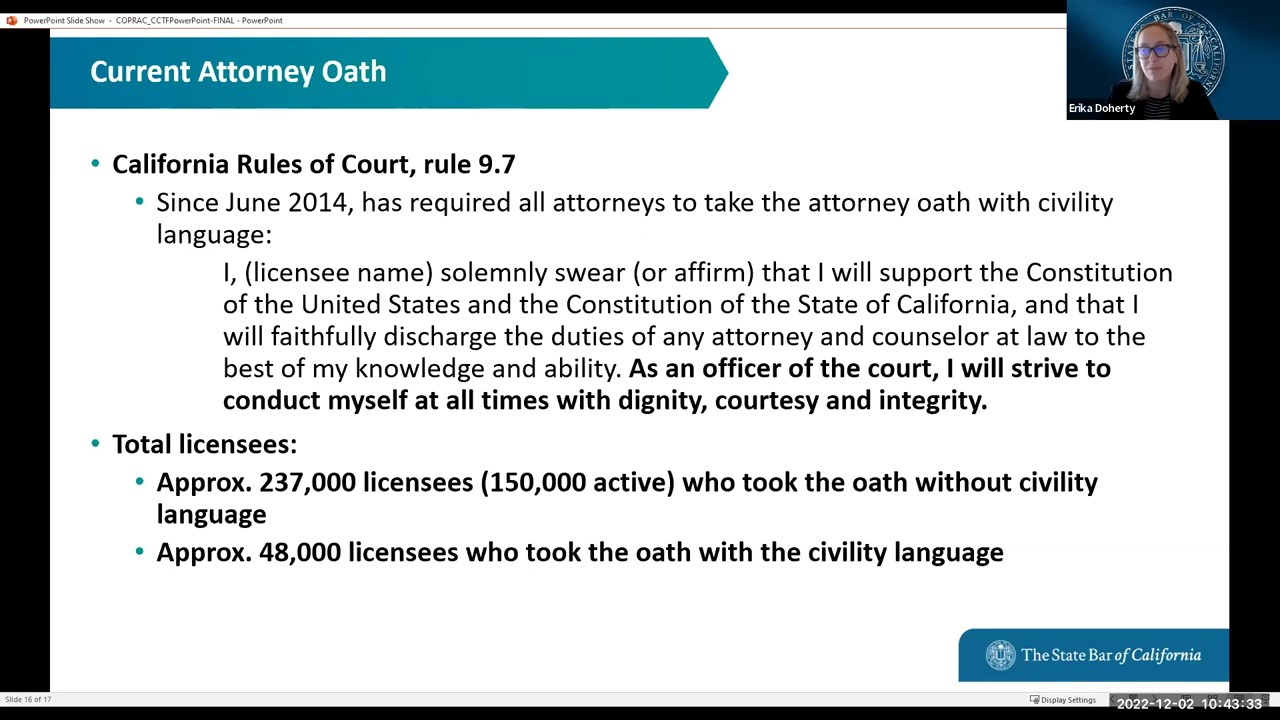 PowerPoint Slide Show - COPRAC_CCTFPowerPoint-FINAL - PowerPoint
Current Attorney Oath
Erika Doherty
• California Rules of Court, rule 9.7
• Since June 2014, has required all attorneys to take the attorney oath with civility
language:
I, (licensee name) solemnly swear (or affirm) that I will support the Constitution
of the United States and the Constitution of the State of California, and that I
will faithfully discharge the duties of any attorney and counselor at law to the
best of my knowledge and ability. As an officer of the court, I will strive to
conduct myself at all times with dignity, courtesy and integrity.
• Total licensees:
• Approx. 237,000 licensees (150,000 active) who took the oath without civility
language
• Approx. 48,000 licensees who took the oath with the civility language
The State Bar of California
Slide 16 of 17
Display Settings
2022-12-02 10:43:33